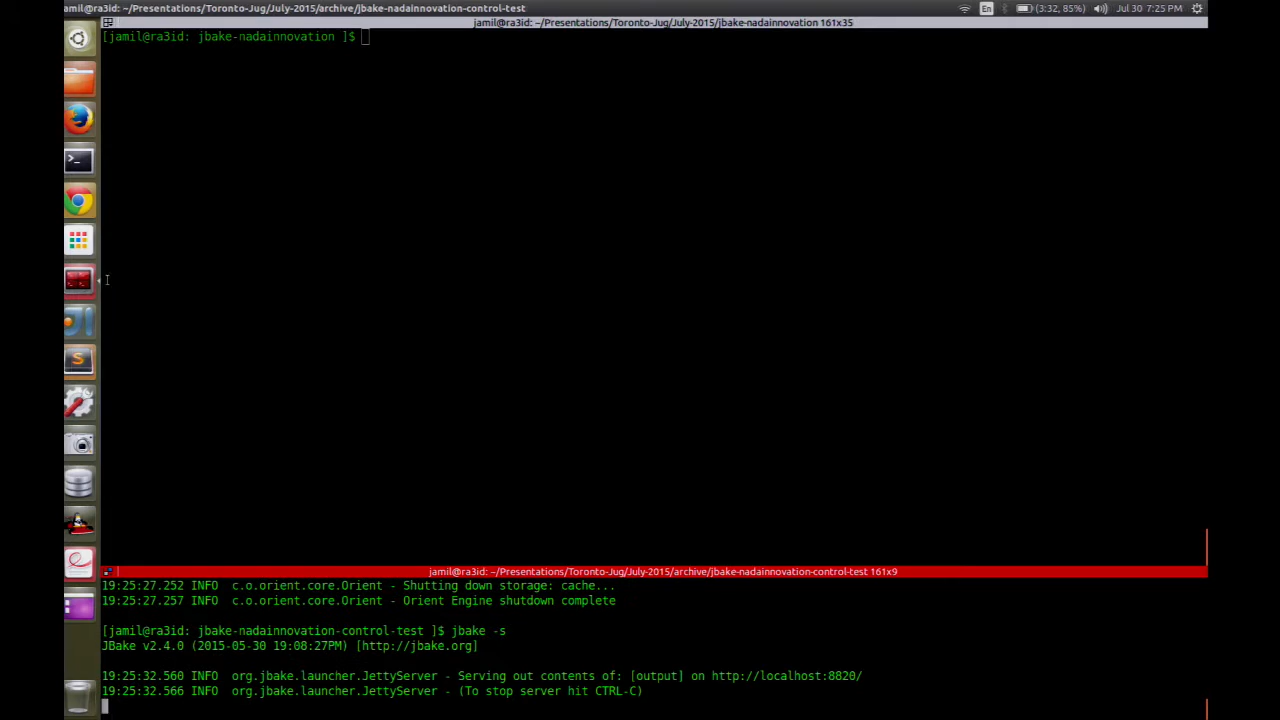 jamil@ra3id: ~/Presentations/Toronto-Jug/July-2015/archive/jbake-nadainnovation-control-test
En
(3:32, 85%)
Jul 30 7:25 PM
jamil@ra3id: ~/Presentations/Toronto-Jug/July-2015/jbake-nadainnovation 161x35
[jamil@ra3id: jbake-nadainnovation ]$
jamil@ra3id: ~/Presentations/Toronto-Jug/July-2015/archive/jbake-nadainnovation-control-test 161x9
19:25:27.252 INFO  c.o.orient.core.Orient - Shutting down storage: cache...
19:25:27.257 INFO  c.o.orient.core.Orient - Orient Engine shutdown complete
[jamil@ra3id: jbake-nadainnovation-control-test ]$ jbake -s
JBake v2.4.0 (2015-05-30 19:08:27PM) [http://jbake.org]
19:25:32.560 INFO  org.jbake.launcher.JettyServer - Serving out contents of: [output] on http://localhost:8820/
19:25:32.566 INFO  org.jbake.launcher.JettyServer - (To stop server hit CTRL-C)